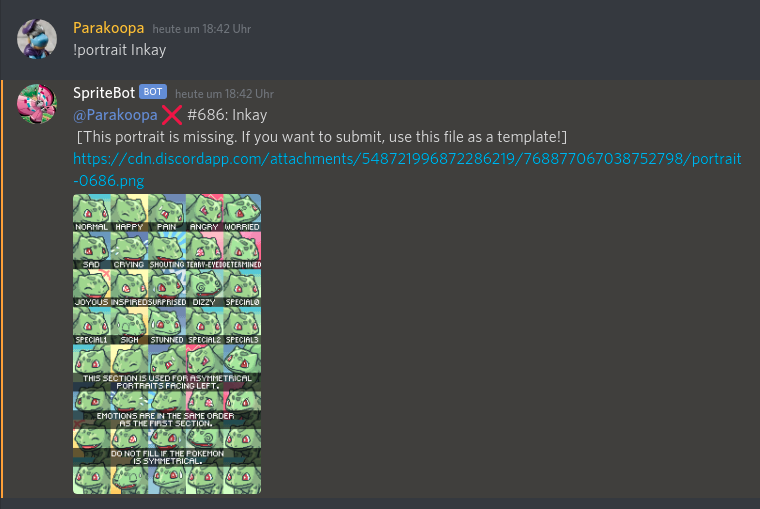 Parakoopa heute um 18:42 Uhr
!portrait Inkay
SpriteBot BOT heute um 18:42 Uhr
@Parakoopa ❌ #686: Inkay
[This portrait is missing. If you want to submit, use this file as a template!]
https://cdn.discordapp.com/attachments/548721996872286219/768877067038752798/portrait
-0686.png
NORMAL HAPPY PAIN ANGRY WORRIED
SAD CRYING SHOUTING TEARY-EYED DETERMINED
JOYOUS INSPIRED SURPRISED DIZZY SPECIAL0
SPECIAL1 SIGH STUNNED SPECIAL2 SPECIAL3
THIS SECTION IS USED FOR ASYMMETRICAL
PORTRAITS FACING LEFT.
EMOTIONS ARE IN THE SAME ORDER
AS THE FIRST SECTION.
DO NOT FILL IF THE POKEMON
IS SYMMETRICAL.